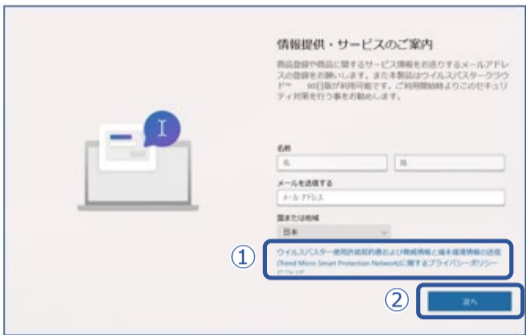 情報提供・サービスのご案内
商品登録や商品に関するサービス情報をお送りするメールアドレ
スの登録をお願いします。また本製品はウイルスバスタークラウ
ド™ 90日版が利用可能です。ご利用開始時よりこのセキュリ
ティ対策を行う事をお勧めします。
I
名前
名 姓
メールを送信する
メール アドレス
国または地域
日本
① ウイルスバスター使用許諾契約書および脅威情報と端末環境情報の送信
(Trend Micro Smart Protection Network)に関するプライバシーポリシー
について
② 次へ